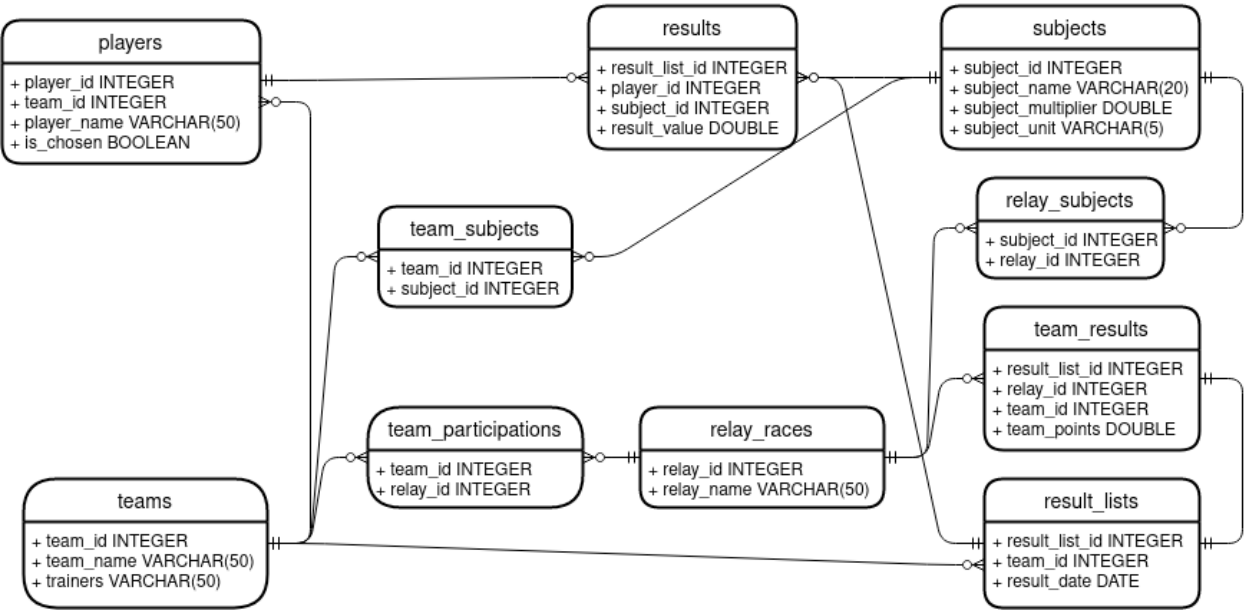 players
+ player_id INTEGER
+ team_id INTEGER
+ player_name VARCHAR(50)
+ is_chosen BOOLEAN
results
+ result_list_id INTEGER
+ player_id INTEGER
+ subject_id INTEGER
+ result_value DOUBLE
subjects
+ subject_id INTEGER
+ subject_name VARCHAR(20)
+ subject_multiplier DOUBLE
+ subject_unit VARCHAR(5)
relay_subjects
+ subject_id INTEGER
+ relay_id INTEGER
team_subjects
+ team_id INTEGER
+ subject_id INTEGER
team_results
+ result_list_id INTEGER
+ relay_id INTEGER
+ team_id INTEGER
+ team_points DOUBLE
team_participations
+ team_id INTEGER
+ relay_id INTEGER
relay_races
+ relay_id INTEGER
+ relay_name VARCHAR(50)
teams
+ team_id INTEGER
+ team_name VARCHAR(50)
+ trainers VARCHAR(50)
result_lists
+ result_list_id INTEGER
+ team_id INTEGER
+ result_date DATE